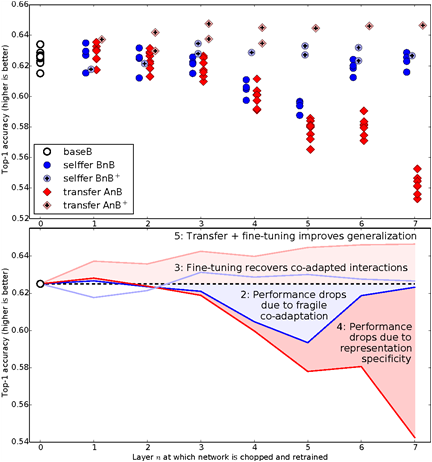 0.66
0.64
0.62
0.60
0.58
0.56
0.54
0.52
Top-1 accuracy (higher is better)
baseB
selffer BnB
selffer BnB⁺
transfer AnB
transfer AnB⁺
0 1 2 3 4 5 6 7
5: Transfer + fine-tuning improves generalization
3: Fine-tuning recovers co-adapted interactions
2: Performance drops
due to fragile
co-adaptation
4: Performance
drops due to
representation
specificity
0.64
0.62
0.60
0.58
0.56
0.54
Top-1 accuracy (higher is better)
0 1 2 3 4 5 6 7
Layer n at which network is chopped and retrained